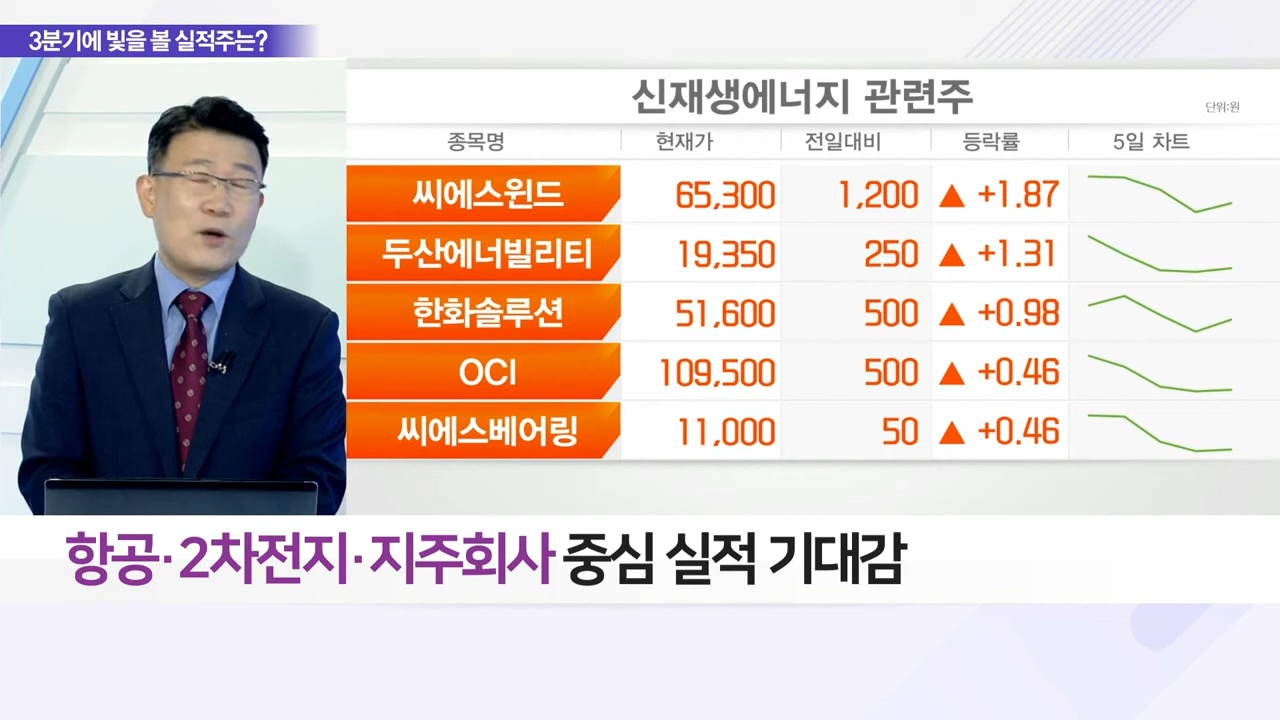 3분기에 빛을 볼 실적주는?
신재생에너지 관련주
단위:원
종목명 현재가 전일대비 등락률 5일 차트
씨에스윈드 65,300 1,200 ▲ +1.87
두산에너빌리티 19,350 250 ▲ +1.31
한화솔루션 51,600 500 ▲ +0.98
OCI 109,500 500 ▲ +0.46
씨에스베어링 11,000 50 ▲ +0.46
항공·2차전지·지주회사 중심 실적 기대감